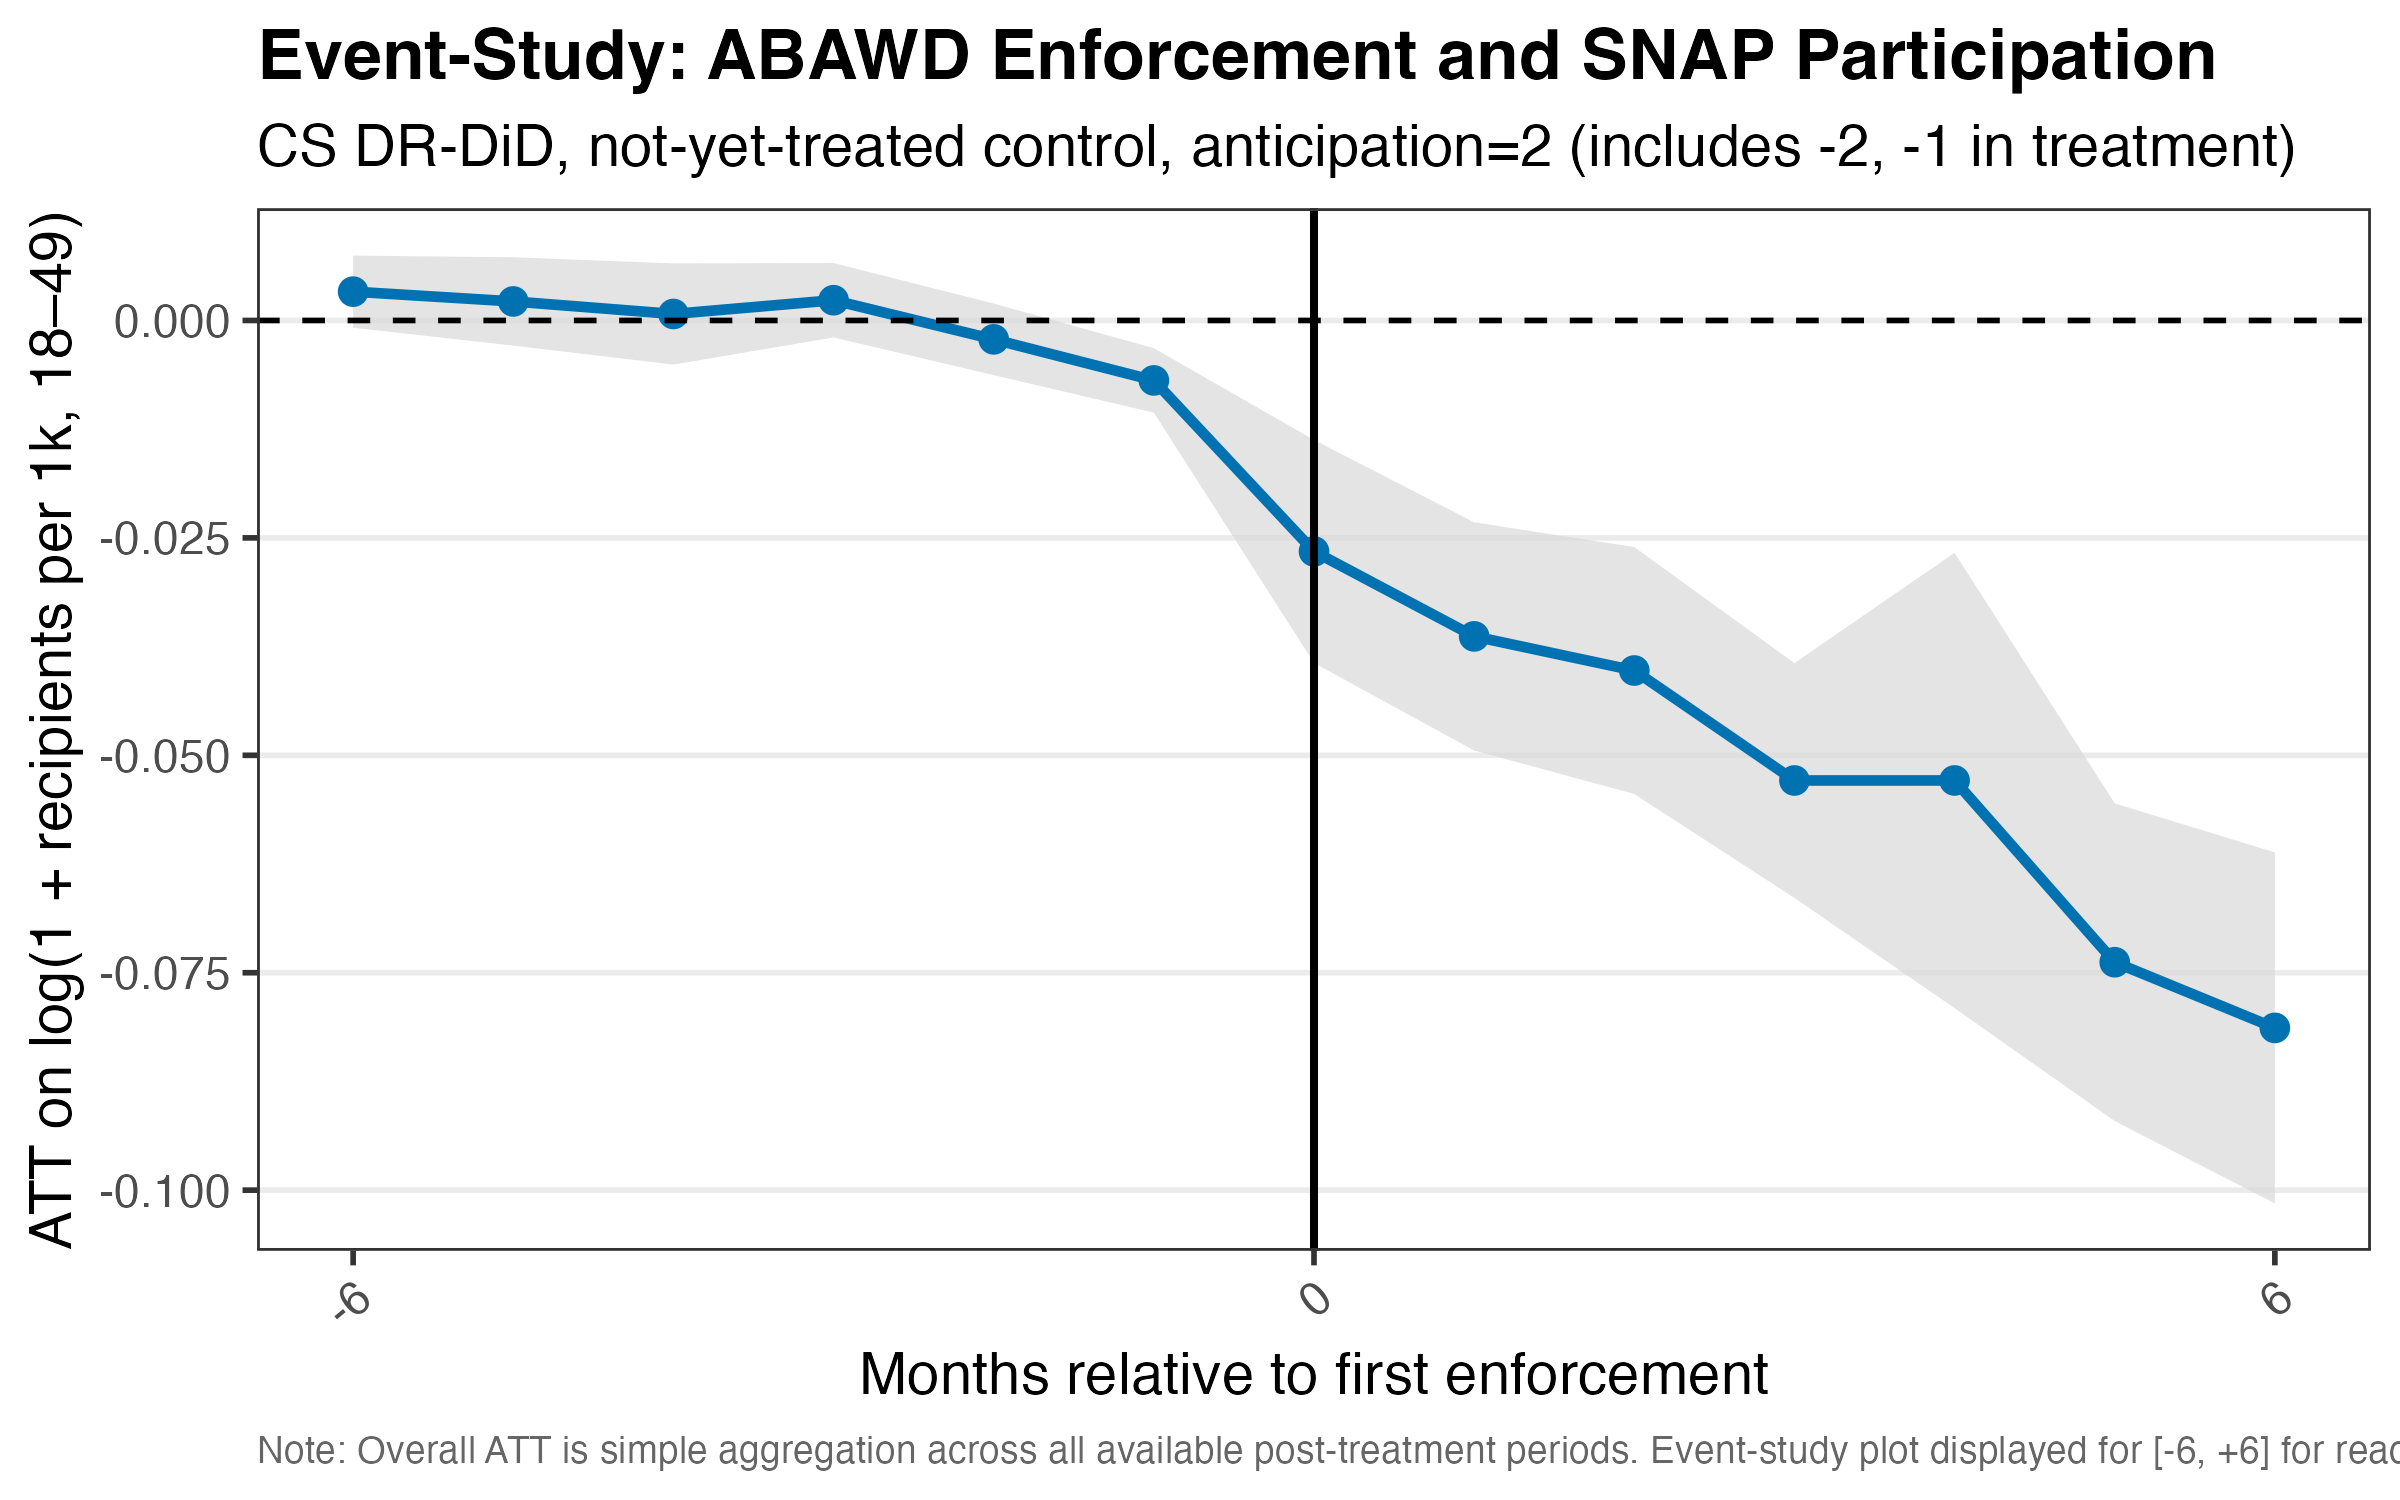 Event-Study: ABAWD Enforcement and SNAP Participation
CS DR-DiD, not-yet-treated control, anticipation=2 (includes -2, -1 in treatment)
ATT on log(1 + recipients per 1k, 18–49)
0.000
-0.025
-0.050
-0.075
-0.100
-6
0
6
Months relative to first enforcement
Note: Overall ATT is simple aggregation across all available post-treatment periods. Event-study plot displayed for [-6, +6] for